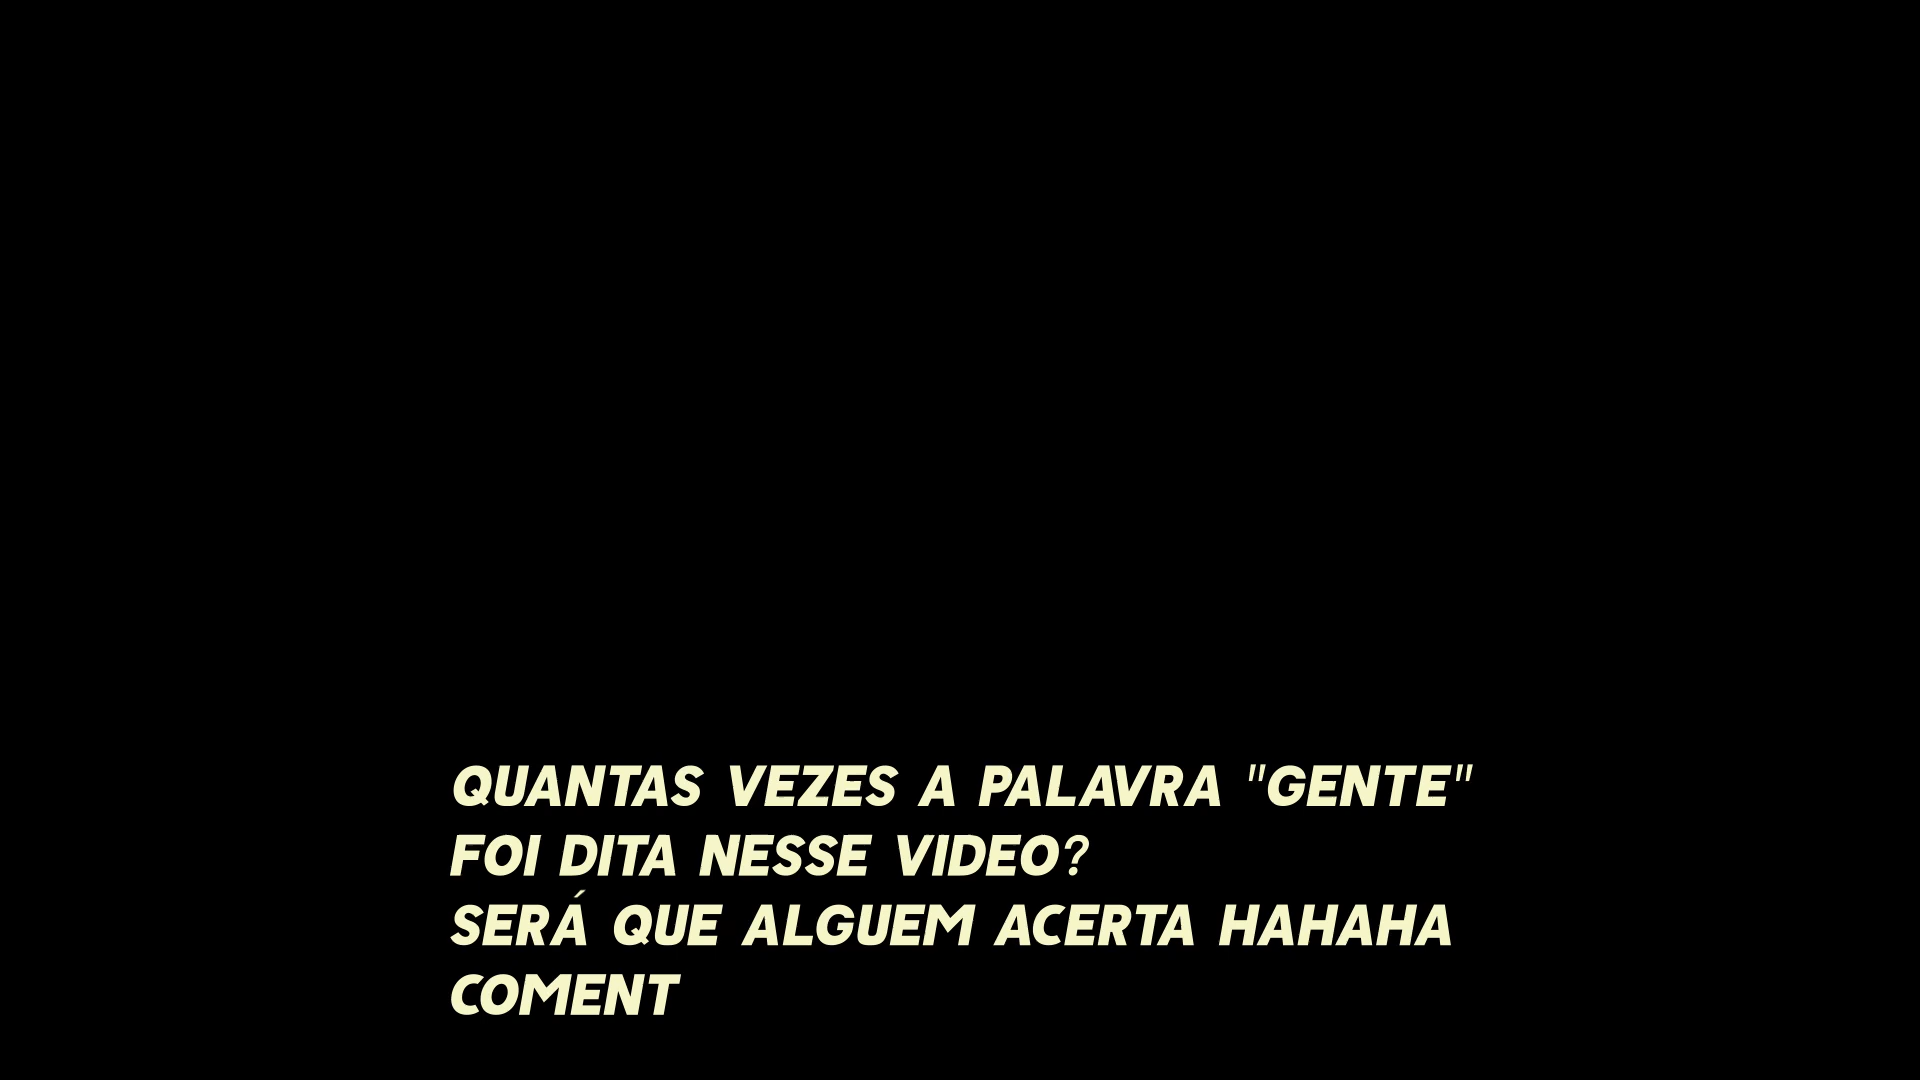 QUANTAS VEZES A PALAVRA "GENTE"
FOI DITA NESSE VIDEO?
SERÁ QUE ALGUEM ACERTA HAHAHA
COMENT